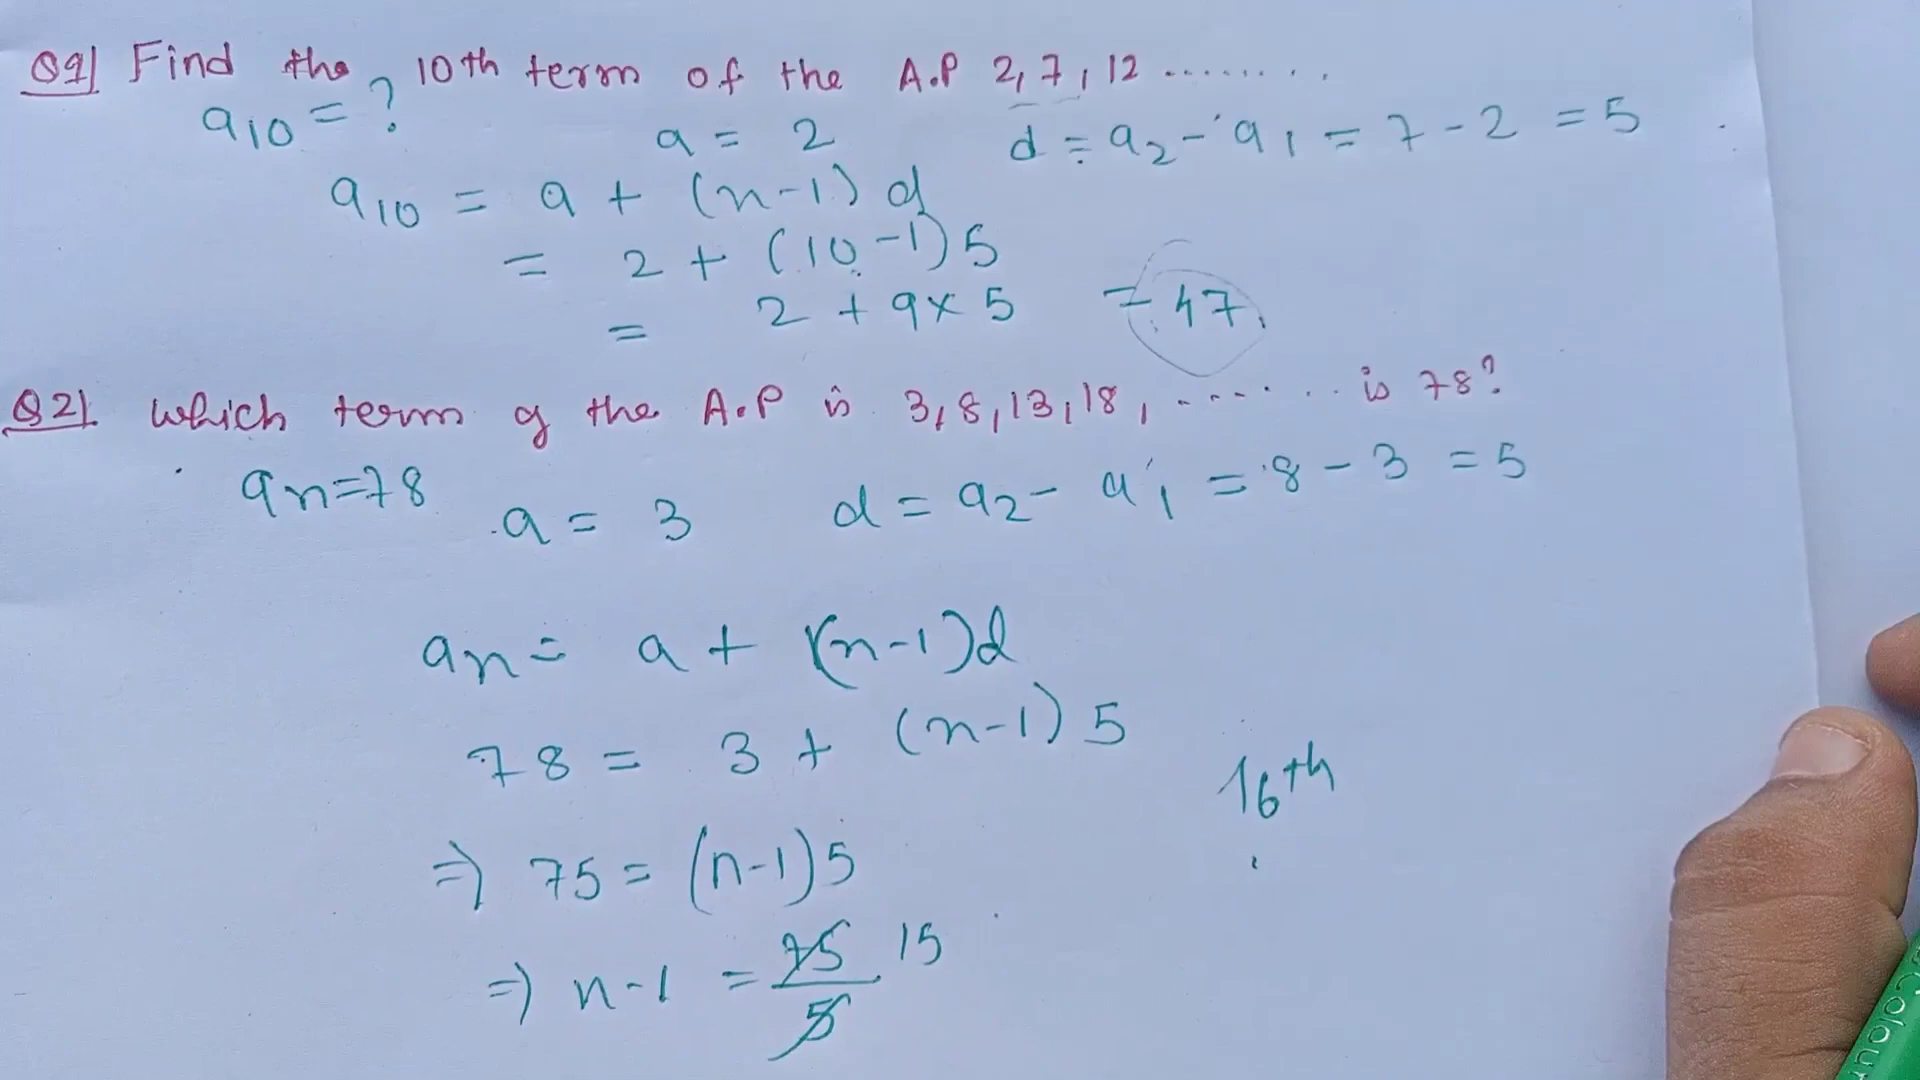 Q1) Find the 10th term of the A.P 2, 7, 12 ........
a10 = ?
a = 2
d = a2 - a1 = 7 - 2 = 5
a10 = a + (n-1) d
= 2 + (10-1) 5
= 2 + 9 x 5 = 47
Q2) which term of the A.P is 3, 8, 13, 18, ....... is 78?
an=78
a = 3
d = a2 - a1 = 8 - 3 = 5
an = a + (n-1)d
78 = 3 + (n-1) 5
16th
=> 75 = (n-1)5
=> n-1 = 75/5 15
Colour